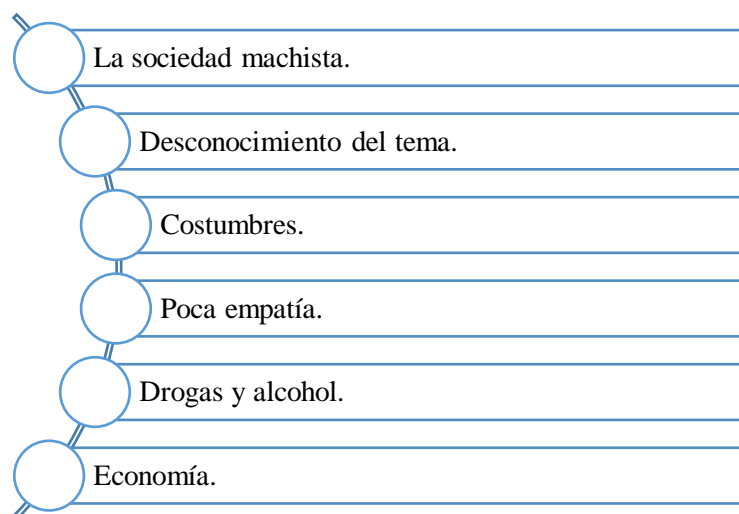 La sociedad machista.
Desconocimiento del tema.
Costumbres.
Poca empatía.
Drogas y alcohol.
Economía.